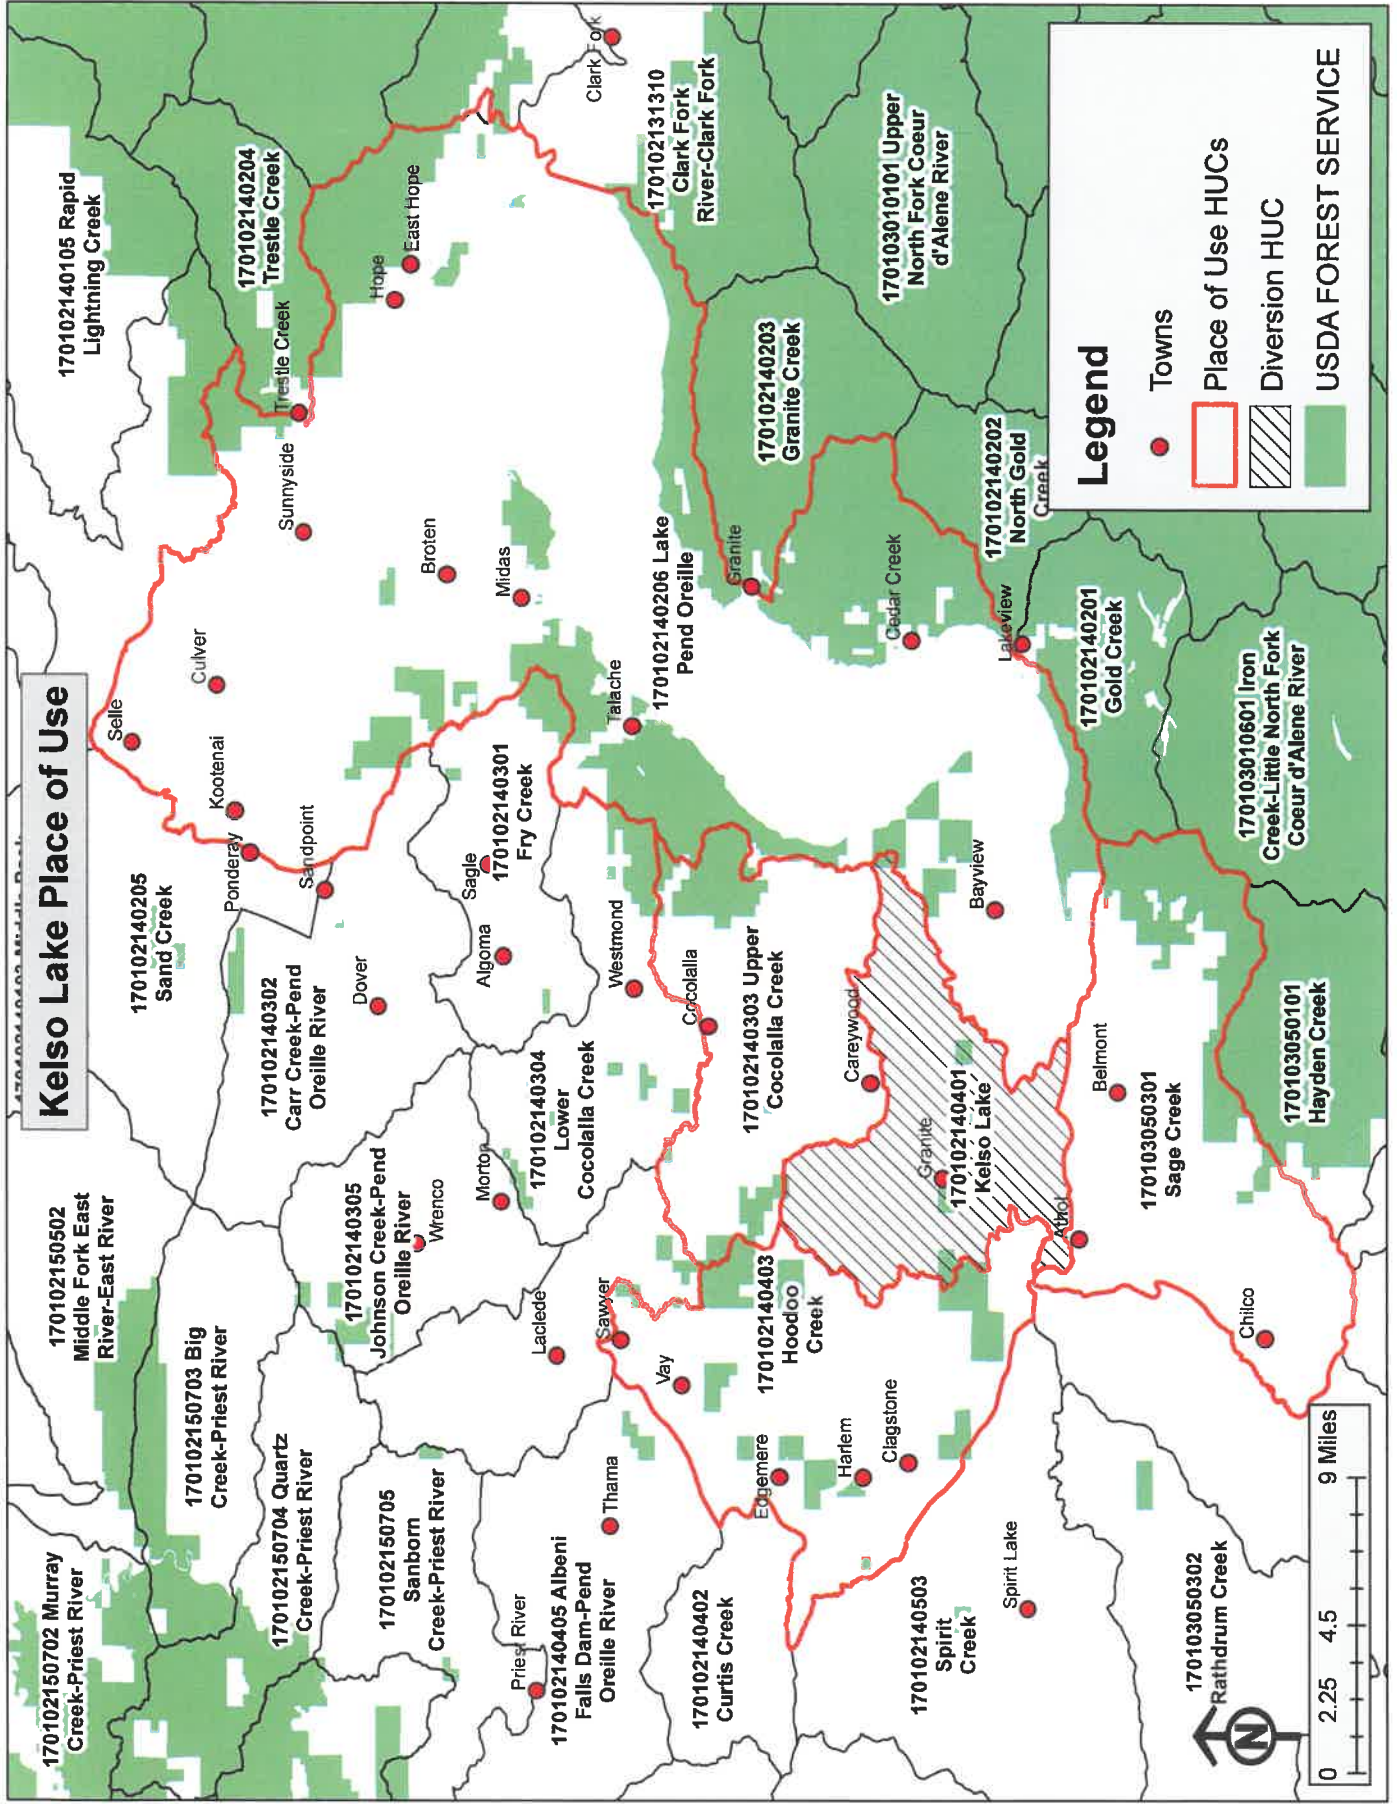 Kelso Lake Place of Use
170102150702 Murray
Creek-Priest River
170102150502
Middle Fork East
River-East River
170102140105 Rapid
Lightning Creek
170102150703 Big
Creek-Priest River
170102140205
Sand Creek
Selle
Culver
Kootenai
Ponderay
170102140204
Trestle Creek
Trestle Creek
Sunnyside
170102150704 Quartz
Creek-Priest River
170102140302
Carr Creek-Pend
Oreille River
Sandpoint
Dover
Hope
East Hope
170102150705
Sanborn
Creek-Priest River
170102140305
Johnson Creek-Pend
Oreille River
Wrenco
Broten
Midas
Sagle
170102140301
Fry Creek
Algoma
Morton
170102140304
Lower
Cocolalla Creek
Priest River
170102140405 Albeni
Falls Dam-Pend
Oreille River
Thama
Laclede
Sawyer
Vay
Westmond
Talache
Clark Fork
170102131310
Clark Fork
River-Clark Fork
170102140206 Lake
Pend Oreille
Cocolalla
170102140402
Curtis Creek
Edgemere
Harlem
Clagstone
170102140403
Hoodoo
Creek
170102140303 Upper
Cocolalla Creek
Careywood
Granite
170102140203
Granite Creek
170103010101 Upper
North Fork Coeur
d'Alene River
170102140503
Spirit
Creek
Spirit Lake
Granite
170102140401
Kelso Lake
Bayview
Cedar Creek
Lakeview
170102140202
North Gold
Creek
Athol
Belmont
170103050301
Sage Creek
170102140201
Gold Creek
170103050302
Rathdrum Creek
Chilco
170103050101
Hayden Creek
170103010601 Iron
Creek-Little North Fork
Coeur d'Alene River
Legend
Towns
Place of Use HUCs
Diversion HUC
USDA FOREST SERVICE
N
0 2.25 4.5 9 Miles